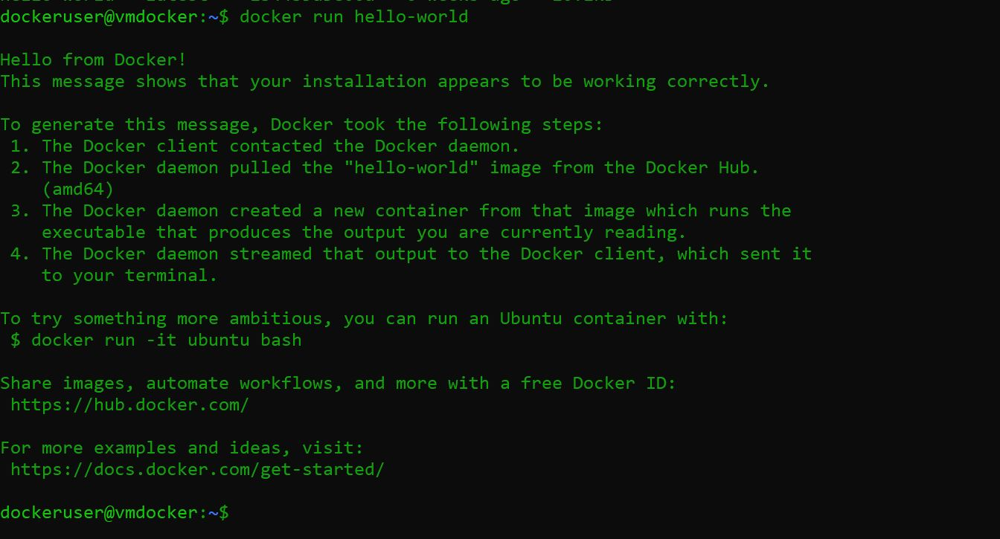 dockeruser@vmdocker:~$ docker run hello-world
Hello from Docker!
This message shows that your installation appears to be working correctly.
To generate this message, Docker took the following steps:
1. The Docker client contacted the Docker daemon.
2. The Docker daemon pulled the "hello-world" image from the Docker Hub.
(amd64)
3. The Docker daemon created a new container from that image which runs the
executable that produces the output you are currently reading.
4. The Docker daemon streamed that output to the Docker client, which sent it
to your terminal.
To try something more ambitious, you can run an Ubuntu container with:
$ docker run -it ubuntu bash
Share images, automate workflows, and more with a free Docker ID:
https://hub.docker.com/
For more examples and ideas, visit:
https://docs.docker.com/get-started/
dockeruser@vmdocker:~$